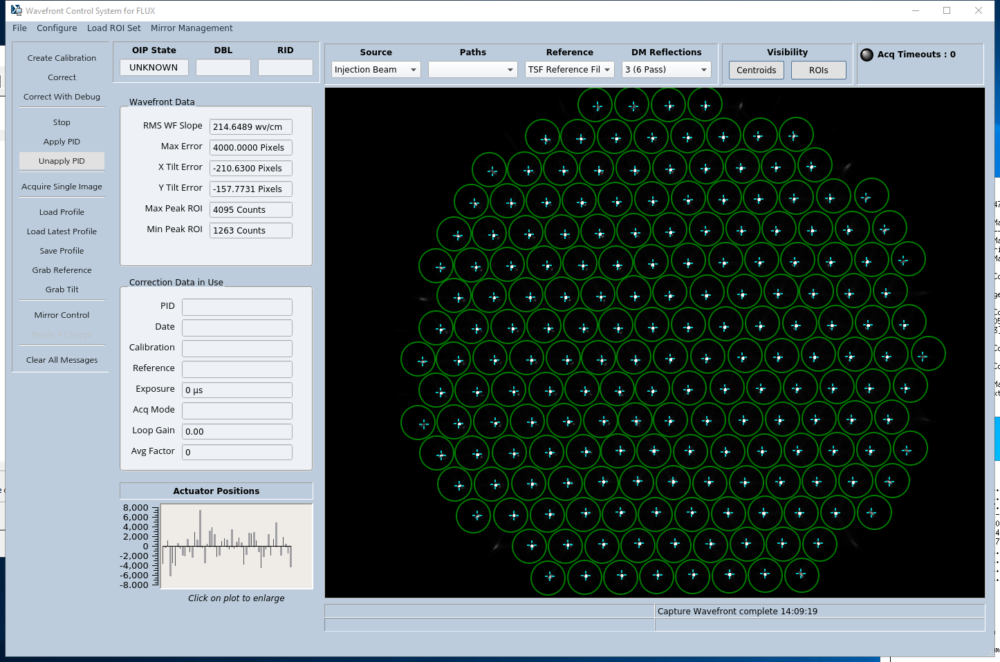 Wavefront Control System for FLUX
File Configure Load ROI Set Mirror Management
Create Calibration
Correct
Correct With Debug
Stop
Apply PID
Unapply PID
Acquire Single Image
Load Profile
Load Latest Profile
Save Profile
Grab Reference
Grab Tilt
Mirror Control
Ready 4 Charge
Clear All Messages
OIP State DBL RID
UNKNOWN
Source Paths Reference DM Reflections
Injection Beam TSF Reference Fil 3 (6 Pass)
Visibility
Centroids ROIs
Acq Timeouts : 0
Wavefront Data
RMS WF Slope 214.6489 wv/cm
Max Error 4000.0000 Pixels
X Tilt Error -210.6300 Pixels
Y Tilt Error -157.7731 Pixels
Max Peak ROI 4095 Counts
Min Peak ROI 1263 Counts
Correction Data in Use
PID
Date
Calibration
Reference
Exposure 0 µs
Acq Mode
Loop Gain 0.00
Avg Factor 0
Actuator Positions
8,000
6,000
4,000
2,000
0
-2,000
-4,000
-6,000
-8.000
Click on plot to enlarge
Capture Wavefront complete 14:09:19